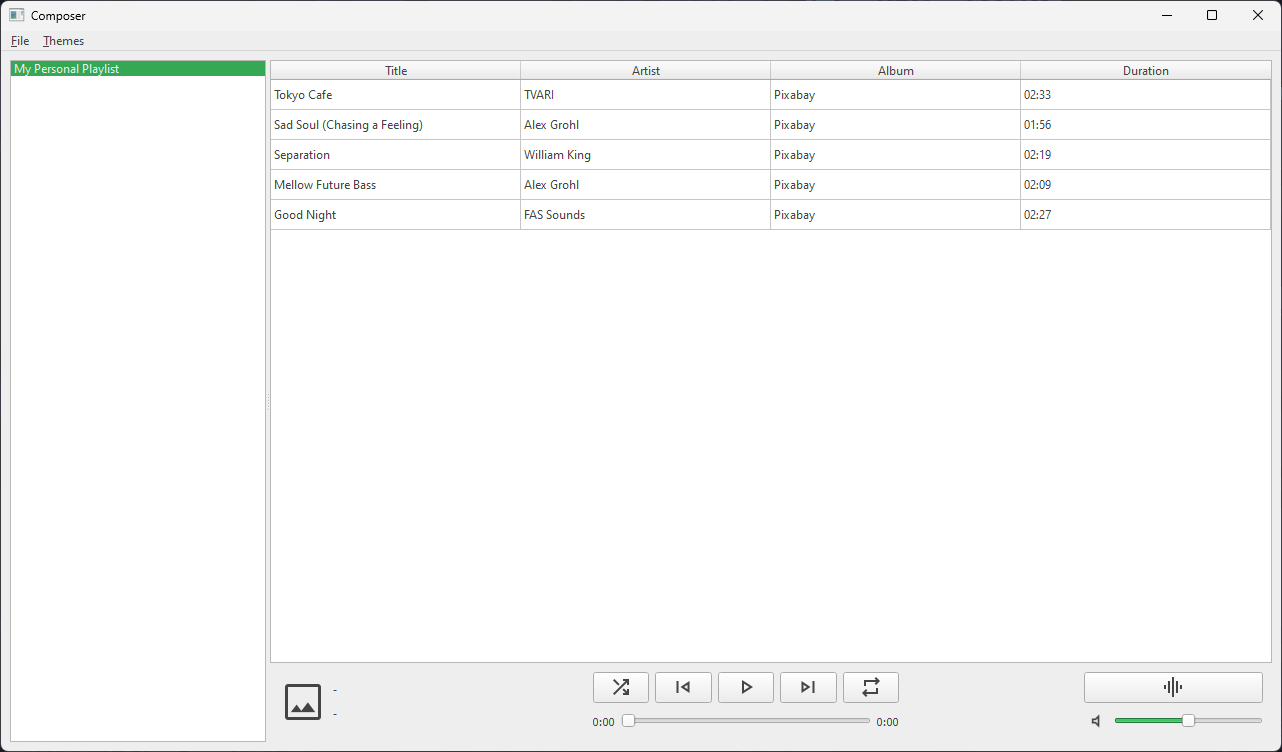 Composer
File Themes
My Personal Playlist
Title Artist Album Duration
Tokyo Cafe TVARI Pixabay 02:33
Sad Soul (Chasing a Feeling) Alex Grohl Pixabay 01:56
Separation William King Pixabay 02:19
Mellow Future Bass Alex Grohl Pixabay 02:09
Good Night FAS Sounds Pixabay 02:27
-
-
0:00 0:00